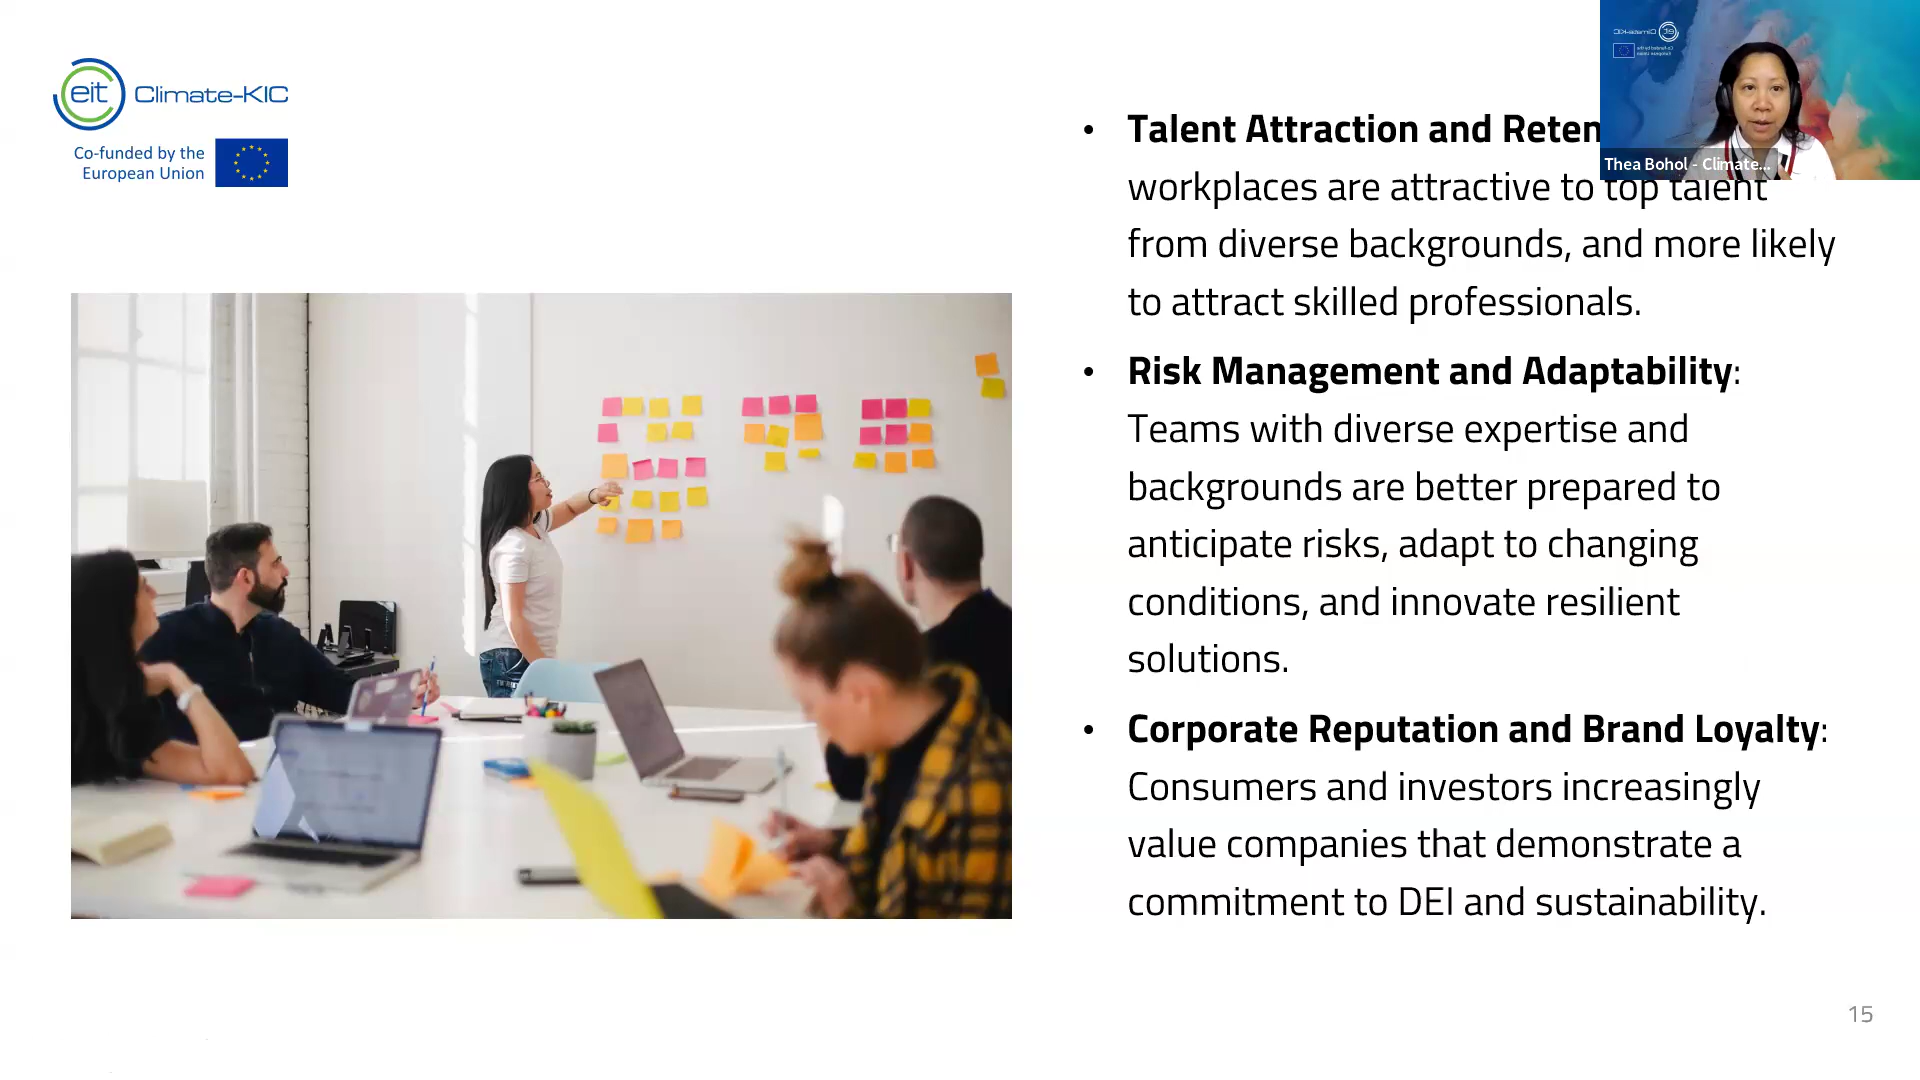 eit Climate-KIC
Co-funded by the
European Union
• Talent Attraction and Reten
workplaces are attractive to top talent
from diverse backgrounds, and more likely
to attract skilled professionals.
• Risk Management and Adaptability:
Teams with diverse expertise and
backgrounds are better prepared to
anticipate risks, adapt to changing
conditions, and innovate resilient
solutions.
• Corporate Reputation and Brand Loyalty:
Consumers and investors increasingly
value companies that demonstrate a
commitment to DEI and sustainability.
Thea Bohol - Climate...
15